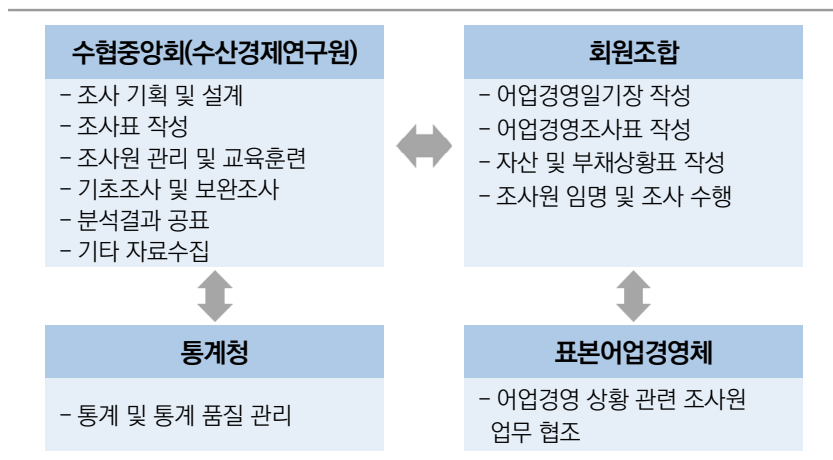 수협중앙회(수산경제연구원)
- 조사 기획 및 설계
- 조사표 작성
- 조사원 관리 및 교육훈련
- 기초조사 및 보완조사
- 분석결과 공표
- 기타 자료수집
회원조합
- 어업경영일기장 작성
- 어업경영조사표 작성
- 자산 및 부채상황표 작성
- 조사원 임명 및 조사 수행
통계청
- 통계 및 통계 품질 관리
표본어업경영체
- 어업경영 상황 관련 조사원
업무 협조